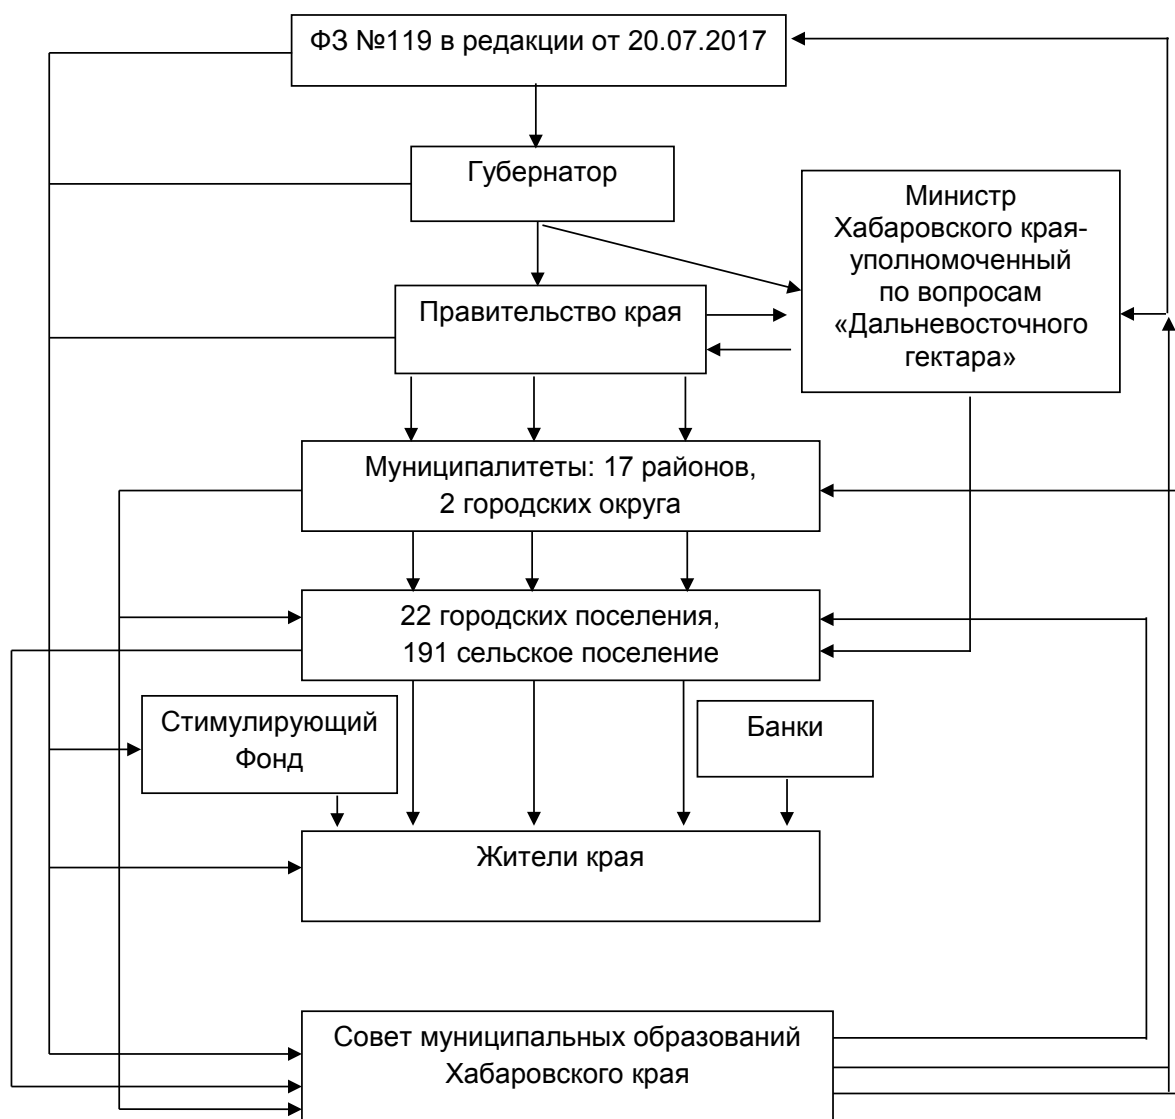 ФЗ №119 в редакции от 20.07.2017
Губернатор
Министр
Хабаровского края-
уполномоченный
по вопросам
«Дальневосточного
гектара»
Правительство края
Муниципалитеты: 17 районов,
2 городских округа
22 городских поселения,
191 сельское поселение
Стимулирующий
Фонд
Банки
Жители края
Совет муниципальных образований
Хабаровского края